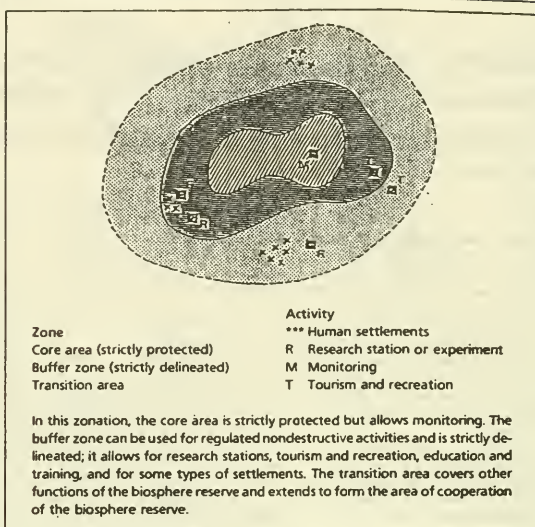 M
T
T
T
R
R
Zone
Core area (strictly protected)
Buffer zone (strictly delineated)
Transition area
Activity
*** Human settlements
R Research station or experiment
M Monitoring
T Tourism and recreation
In this zonation, the core area is strictly protected but allows monitoring. The
buffer zone can be used for regulated nondestructive activities and is strictly de-
lineated; it allows for research stations, tourism and recreation, education and
training, and for some types of settlements. The transition area covers other
functions of the biosphere reserve and extends to form the area of cooperation
of the biosphere reserve.